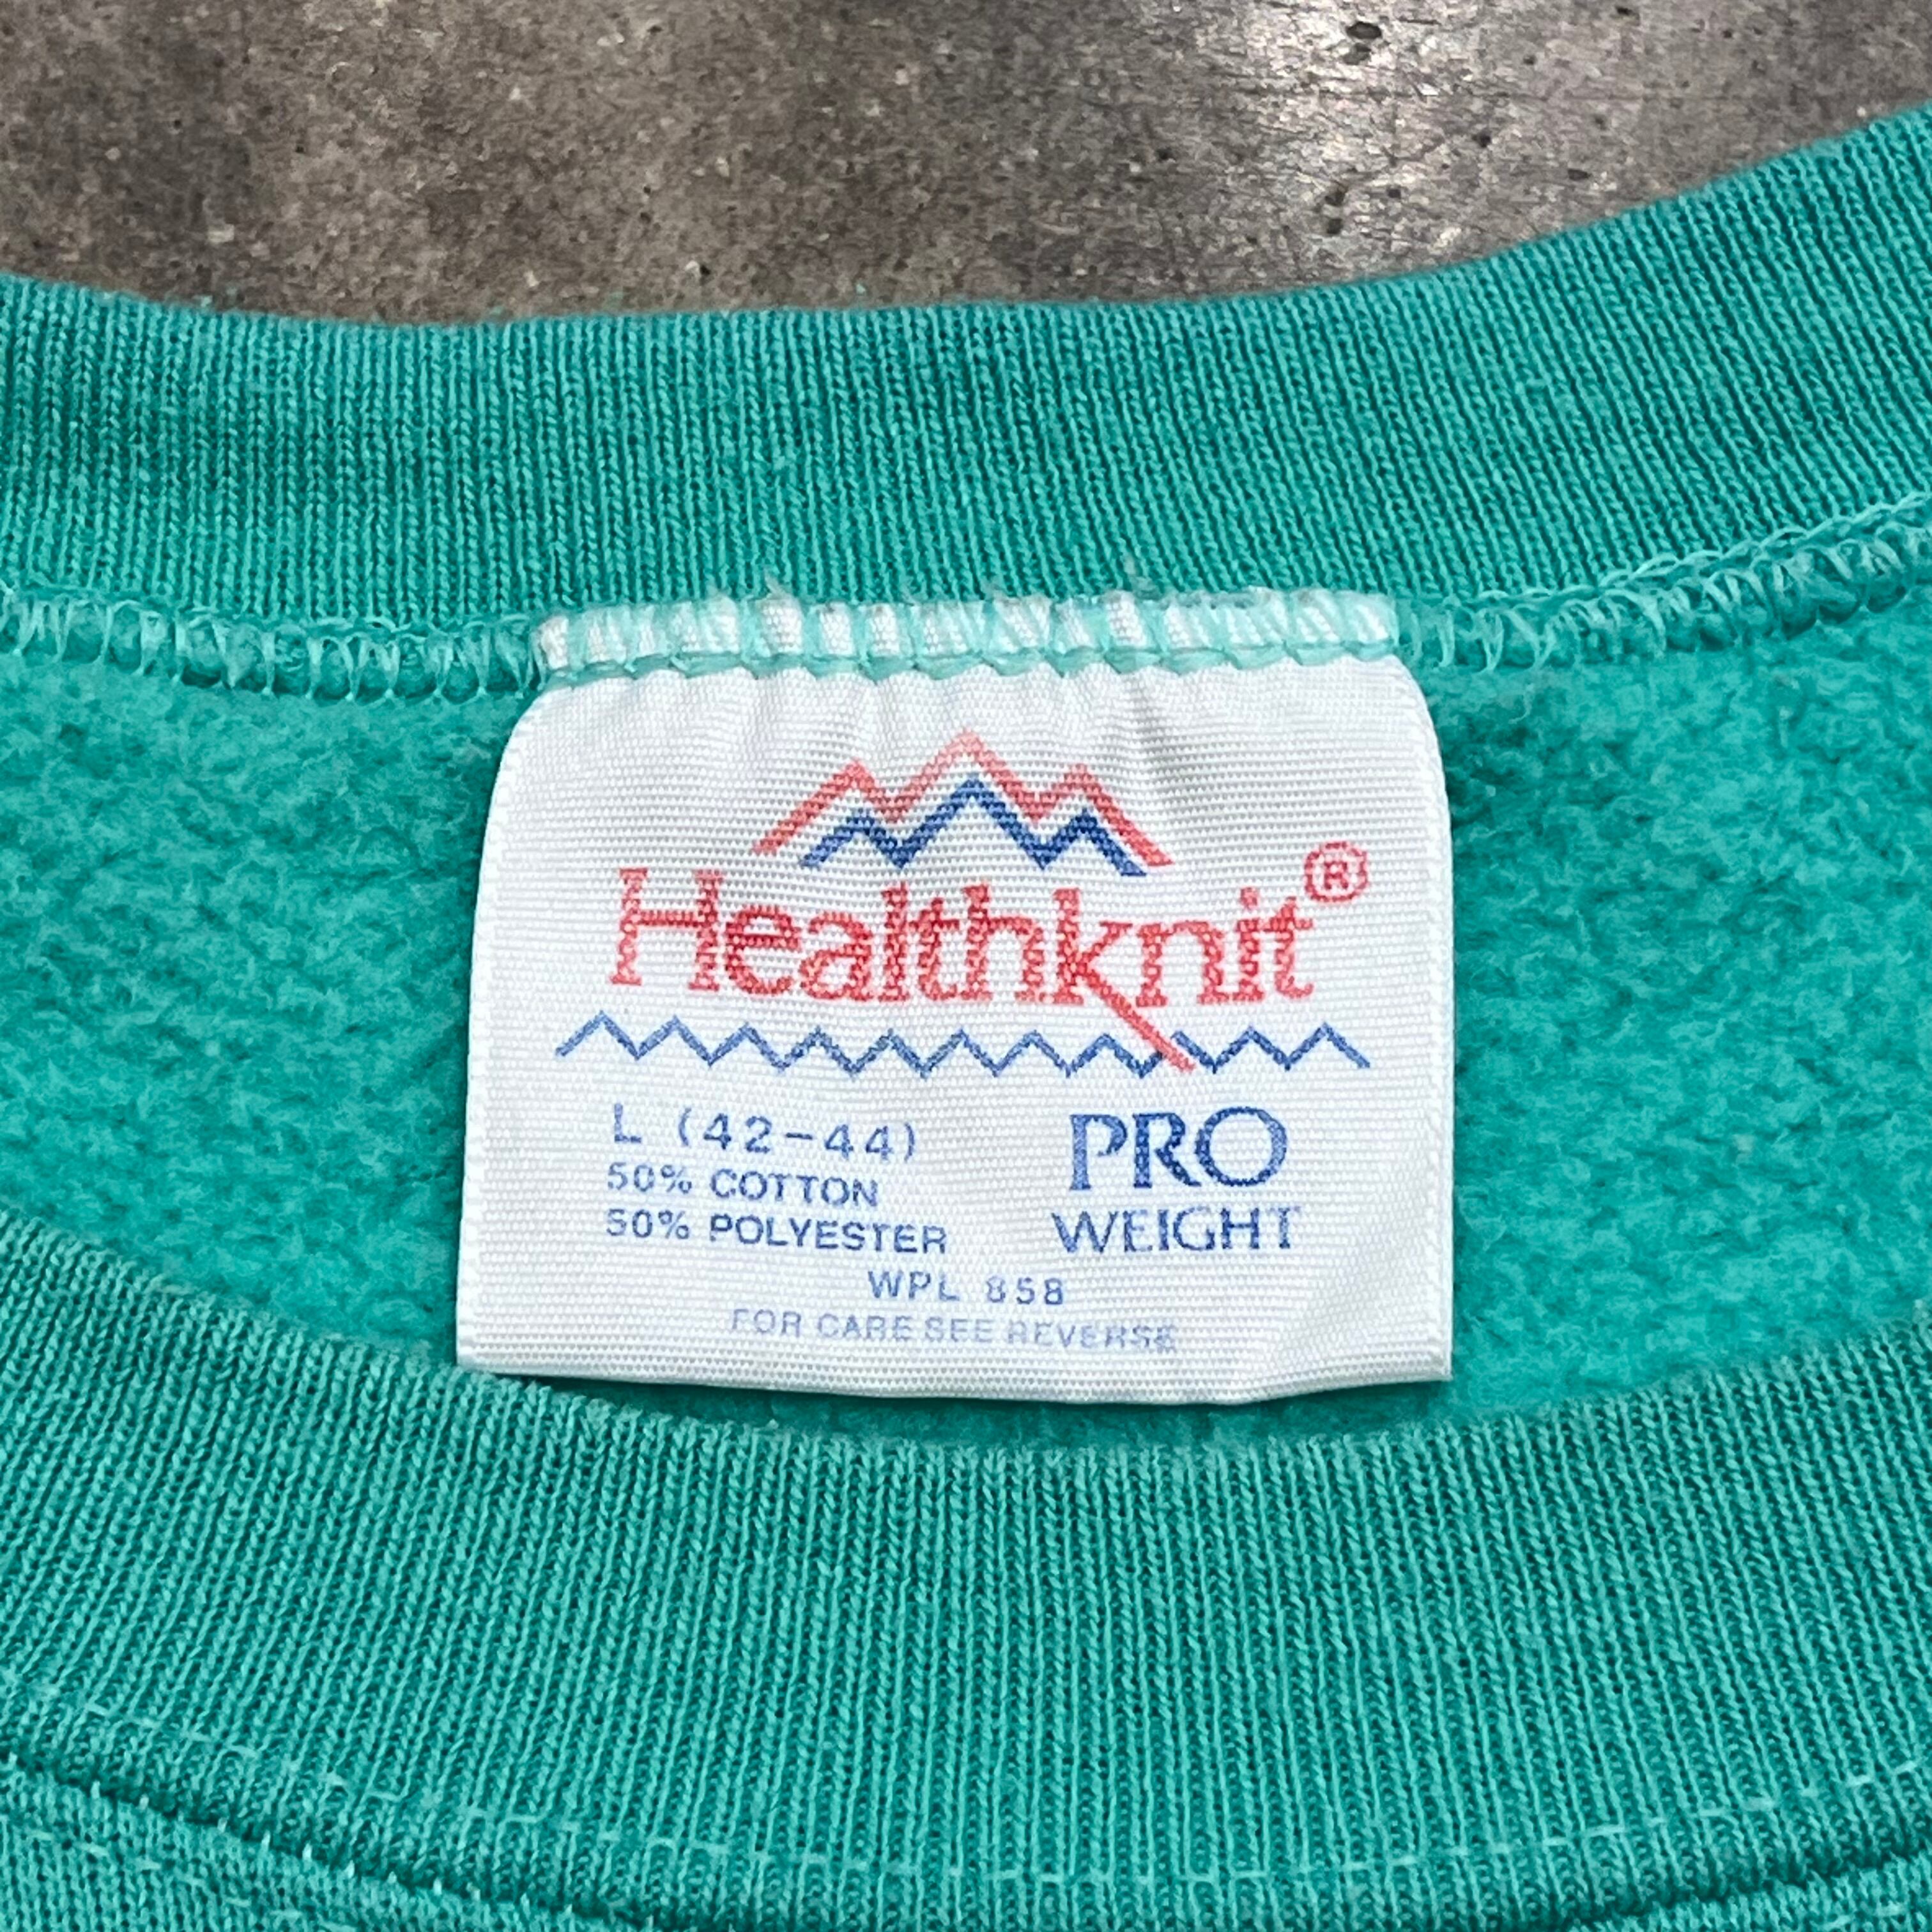 Healthknit®
L (42-44)
50% COTTON
50% POLYESTER
PRO
WEIGHT
WPL 858
FOR CARE SEE REVERSE